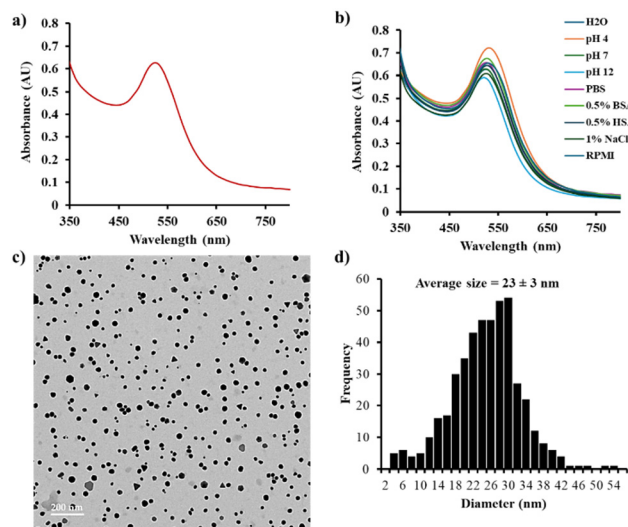 a)
0.8
0.7
0.6
0.5
0.4
0.3
0.2
0.1
0
Absorbance (AU)
350 450 550 650 750
Wavelength (nm)
b)
0.8
0.7
0.6
0.5
0.4
0.3
0.2
0.1
0
Absorbance (AU)
350 450 550 650 750
Wavelength (nm)
H2O
pH 4
pH 7
pH 12
PBS
0.5% BSA
0.5% HSA
1% NaCl
RPMI
c)
200 nm
d)
Average size = 23 ± 3 nm
60
50
40
30
20
10
0
Frequency
2 6 10 14 18 22 26 30 34 38 42 46 50 54
Diameter (nm)